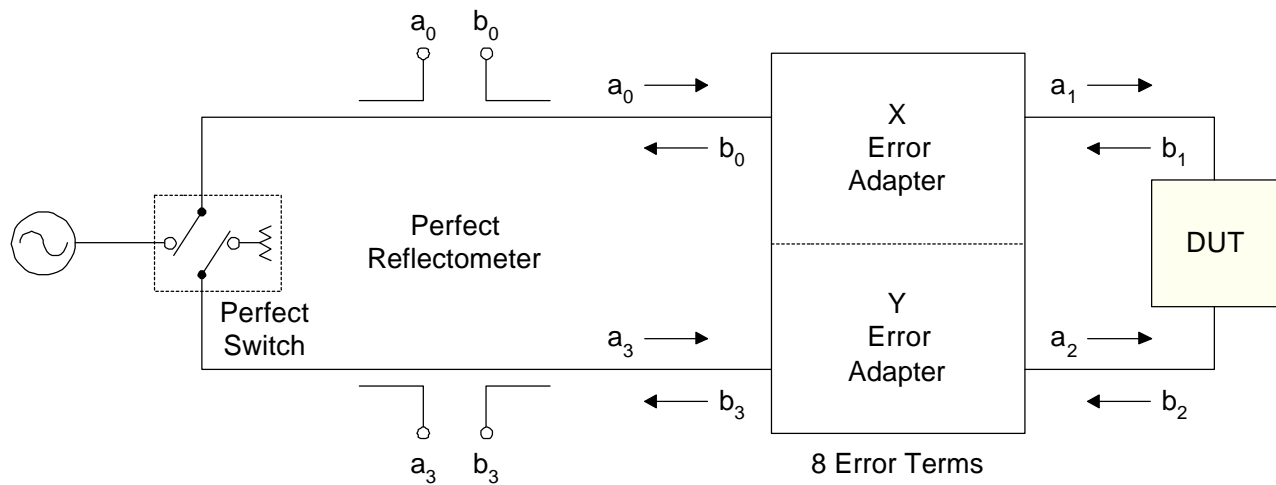 a0 b0
a0
a1
b0
b1
X
Error
Adapter
Perfect
Reflectometer
DUT
Perfect
Switch
Y
Error
Adapter
a3
a2
b3
b2
a3 b3
8 Error Terms